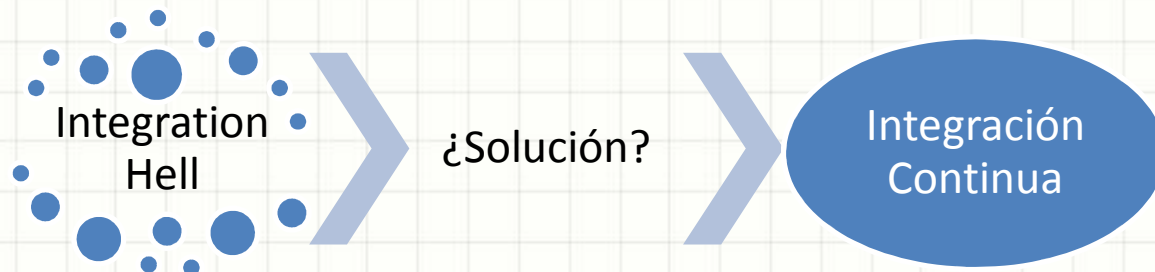 Integration
Hell
¿Solución?
Integración
Continua